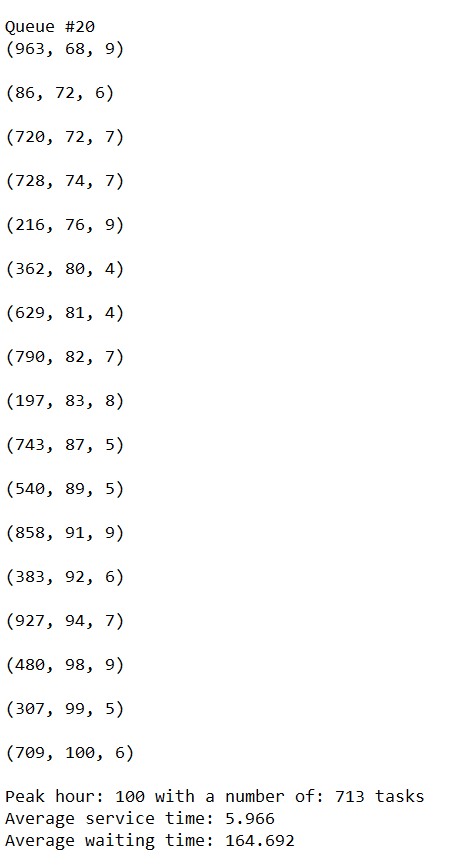 Queue #20
(963, 68, 9)
(86, 72, 6)
(720, 72, 7)
(728, 74, 7)
(216, 76, 9)
(362, 80, 4)
(629, 81, 4)
(790, 82, 7)
(197, 83, 8)
(743, 87, 5)
(540, 89, 5)
(858, 91, 9)
(383, 92, 6)
(927, 94, 7)
(480, 98, 9)
(307, 99, 5)
(709, 100, 6)
Peak hour: 100 with a number of: 713 tasks
Average service time: 5.966
Average waiting time: 164.692